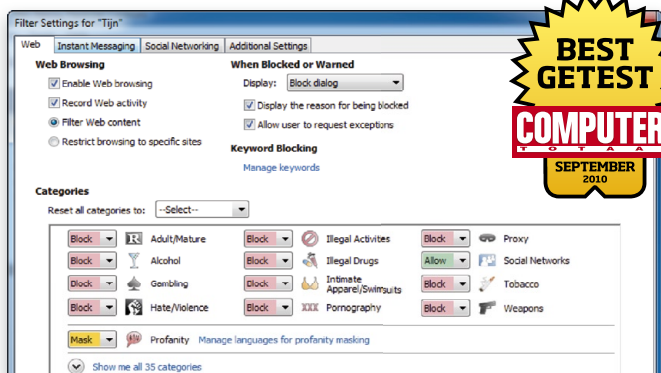 Filter Settings for "Tijn"
Web Instant Messaging Social Networking Additional Settings
Web Browsing
Enable Web browsing
Record Web activity
Filter Web content
Restrict browsing to specific sites
When Blocked or Warned
Display: Block dialog
Display the reason for being blocked
Allow user to request exceptions
Keyword Blocking
Manage keywords
BEST
GETEST
COMPUTER
TOTAAL
SEPTEMBER
2010
Categories
Reset all categories to: --Select--
Block R Adult/Mature Block Illegal Activites Block Proxy
Block Alcohol Block Illegal Drugs Allow Social Networks
Block Gambling Block Intimate
Apparel/Swimsuits Block Tobacco
Block Hate/Violence Block XXX Pornography Block Weapons
Mask Profanity Manage languages for profanity masking
Show me all 35 categories